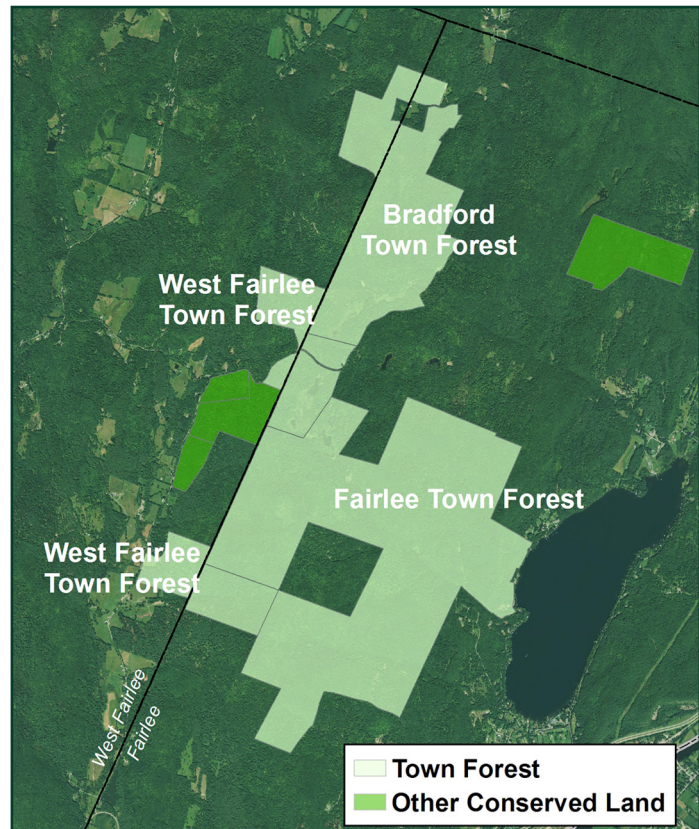 Bradford
Town Forest
West Fairlee
Town Forest
Fairlee Town Forest
West Fairlee
Town Forest
West Fairlee
Fairlee
Town Forest
Other Conserved Land